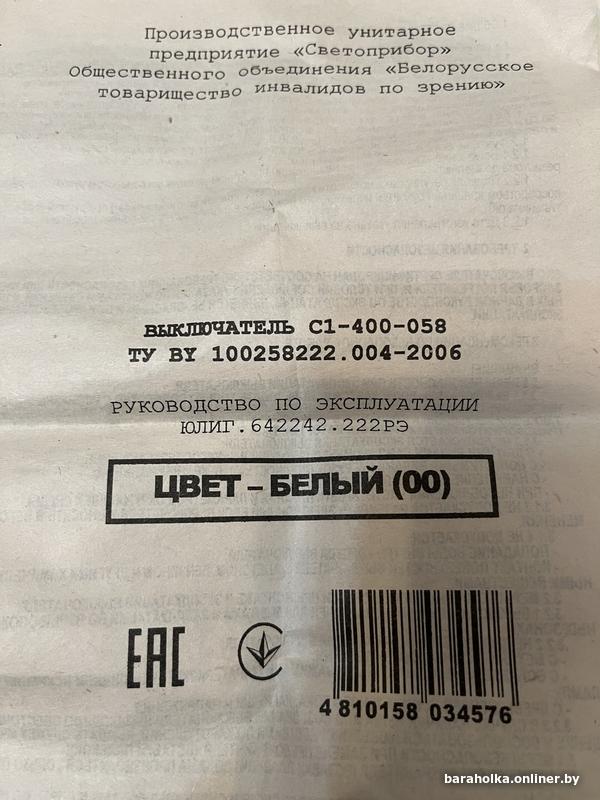 Производственное унитарное
предприятие «Светоприбор»
Общественного объединения «Белорусское
товарищество инвалидов по зрению»
ВЫКЛЮЧАТЕЛЬ С1-400-058
ТУ BY 100258222.004-2006
РУКОВОДСТВО ПО ЭКСПЛУАТАЦИИ
ЮЛИГ.642242.222РЭ
ЦВЕТ – БЕЛЫЙ (00)
EAC
4 810158 034576
baraholka.onliner.by